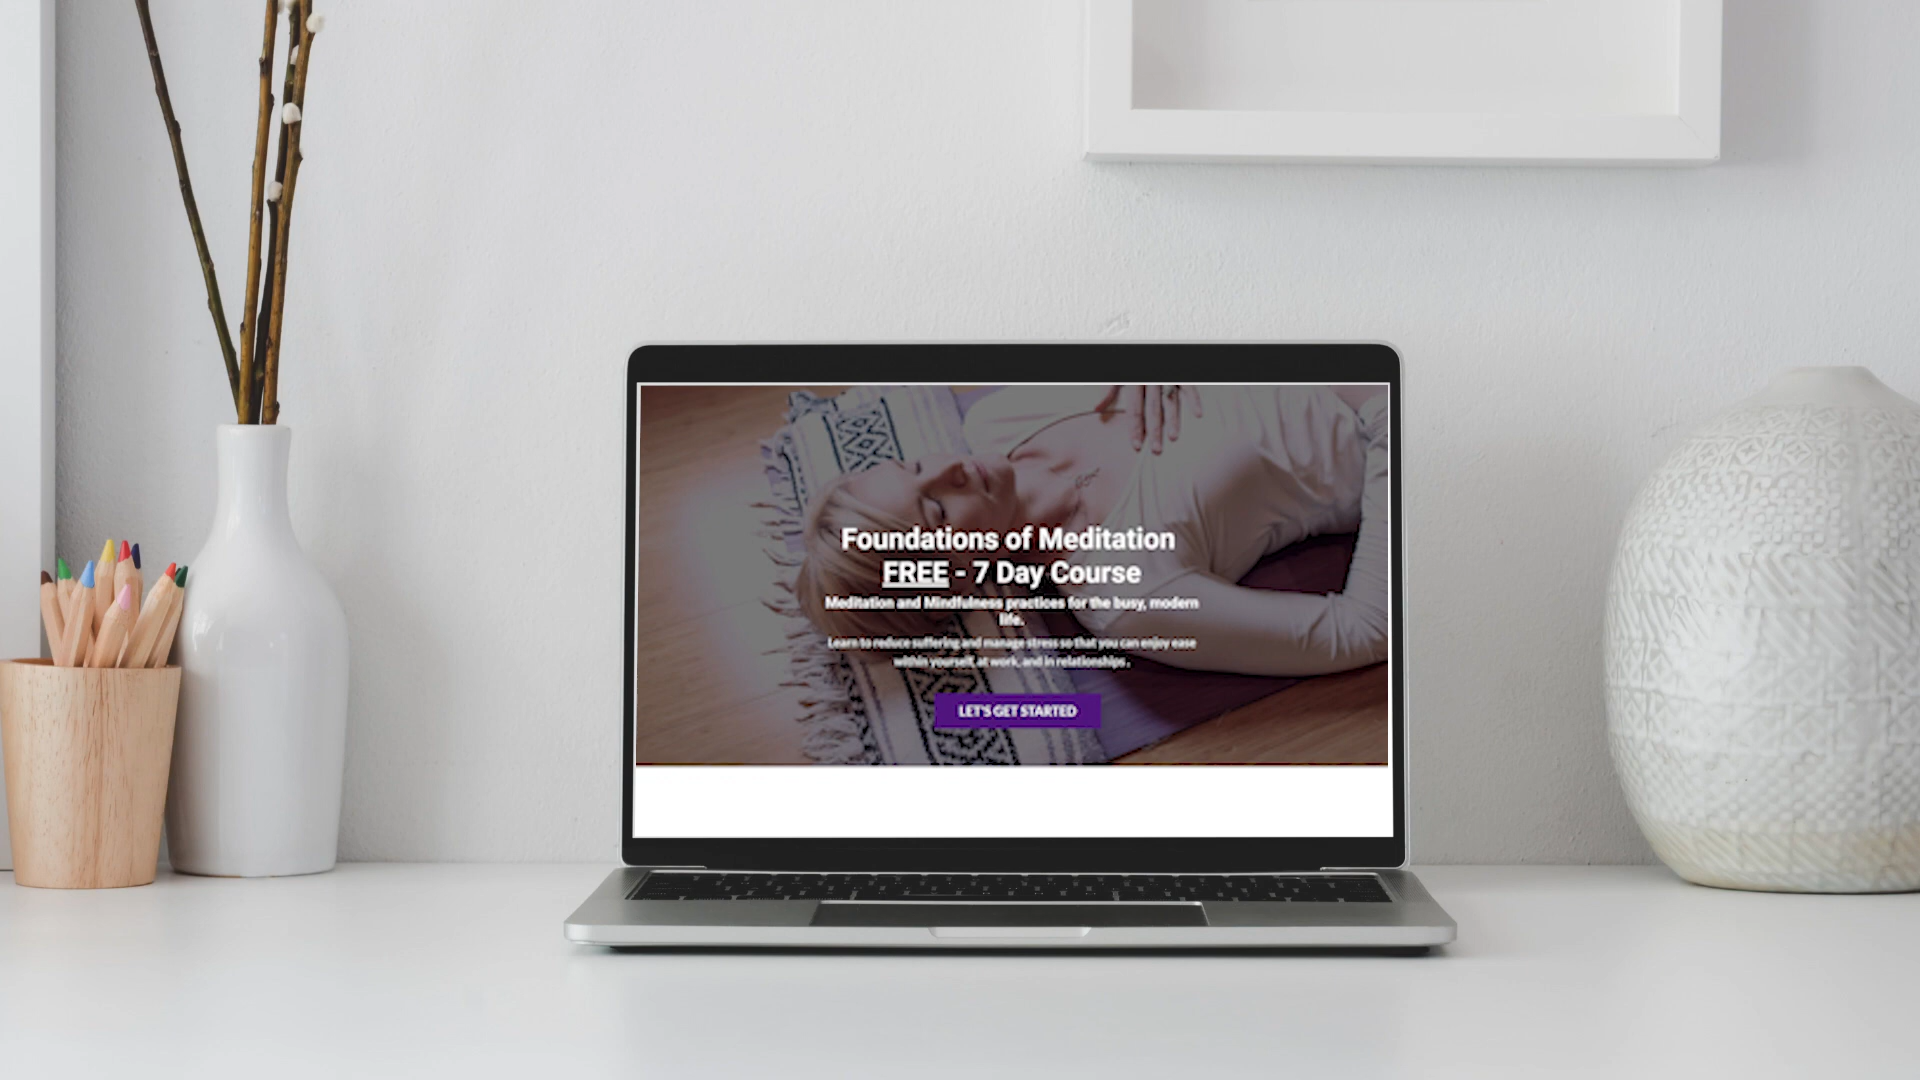 Foundations of Meditation
FREE - 7 Day Course
Meditation and Mindfulness practices for the busy, modern
life.
Learn to reduce suffering and manage stress so that you can enjoy ease
within yourself, at work, and in relationships .
LET'S GET STARTED